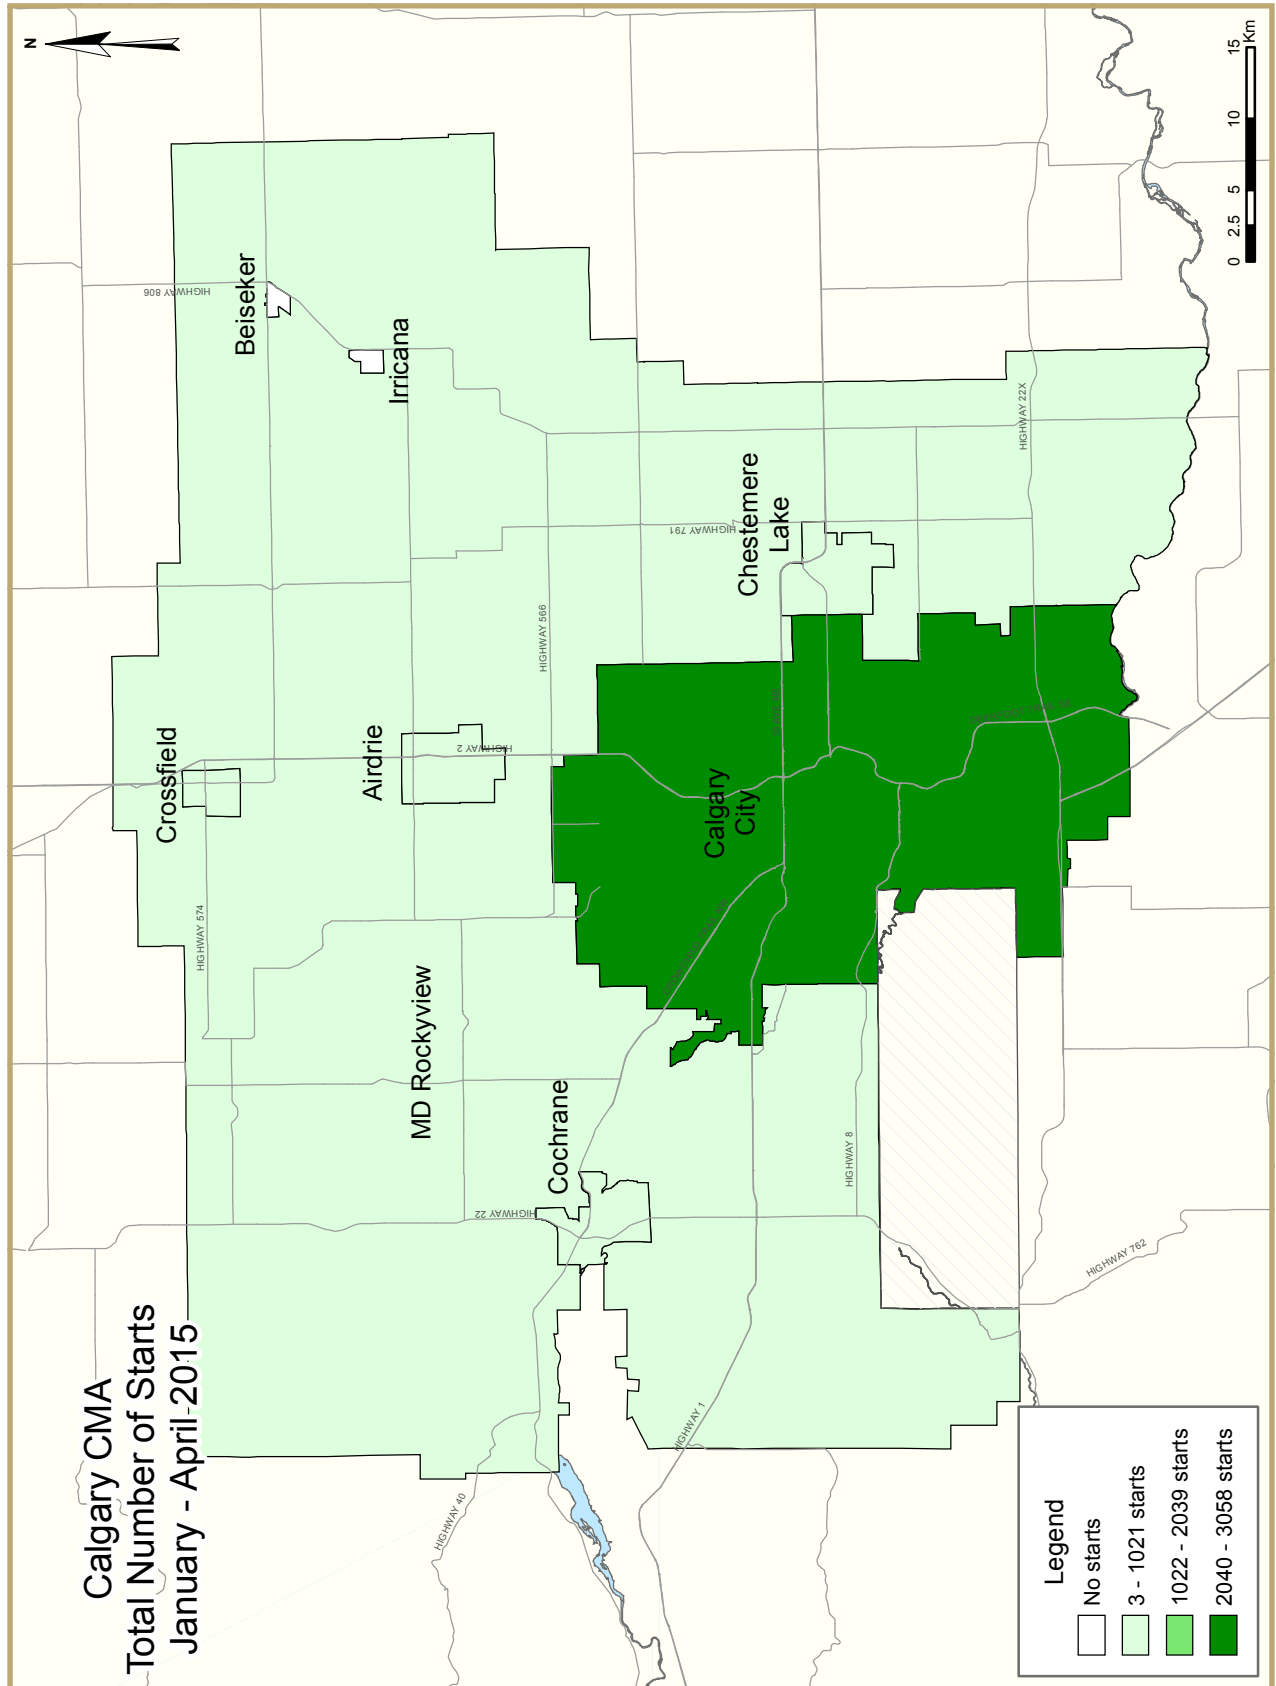 Calgary CMA
Total Number of Starts
January - April 2015
N
Crossfield
Beiseker
Irricana
Airdrie
MD Rockyview
Cochrane
Calgary
City
Chestemere
Lake
HIGHWAY 806
HIGHWAY 574
HIGHWAY 2
HIGHWAY 566
HIGHWAY 791
HIGHWAY 22X
HIGHWAY 22
HIGHWAY 8
HIGHWAY 40
HIGHWAY 1
HIGHWAY 762
Legend
No starts
3 - 1021 starts
1022 - 2039 starts
2040 - 3058 starts
0 2.5 5 10 15
Km